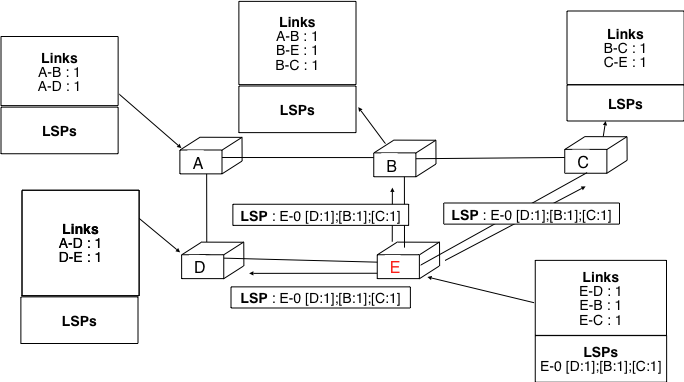 Links
A-B : 1
B-E : 1
B-C : 1
LSPs
Links
B-C : 1
C-E : 1
LSPs
Links
A-B : 1
A-D : 1
LSPs
A
B
C
Links
A-D : 1
D-E : 1
LSPs
LSP : E-0 [D:1];[B:1];[C:1]
LSP : E-0 [D:1];[B:1];[C:1]
D
E
LSP : E-0 [D:1];[B:1];[C:1]
Links
E-D : 1
E-B : 1
E-C : 1
LSPs
E-0 [D:1];[B:1];[C:1]